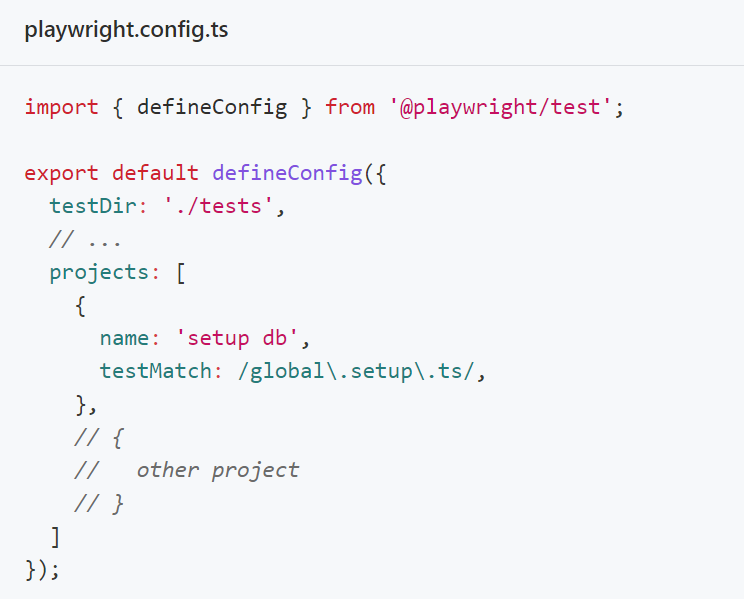 playwright.config.ts
import { defineConfig } from '@playwright/test';
export default defineConfig({
  testDir: './tests',
  // ...
  projects: [
    {
      name: 'setup db',
      testMatch: /global\.setup\.ts/,
    },
    // {
    //   other project
    // }
  ]
});